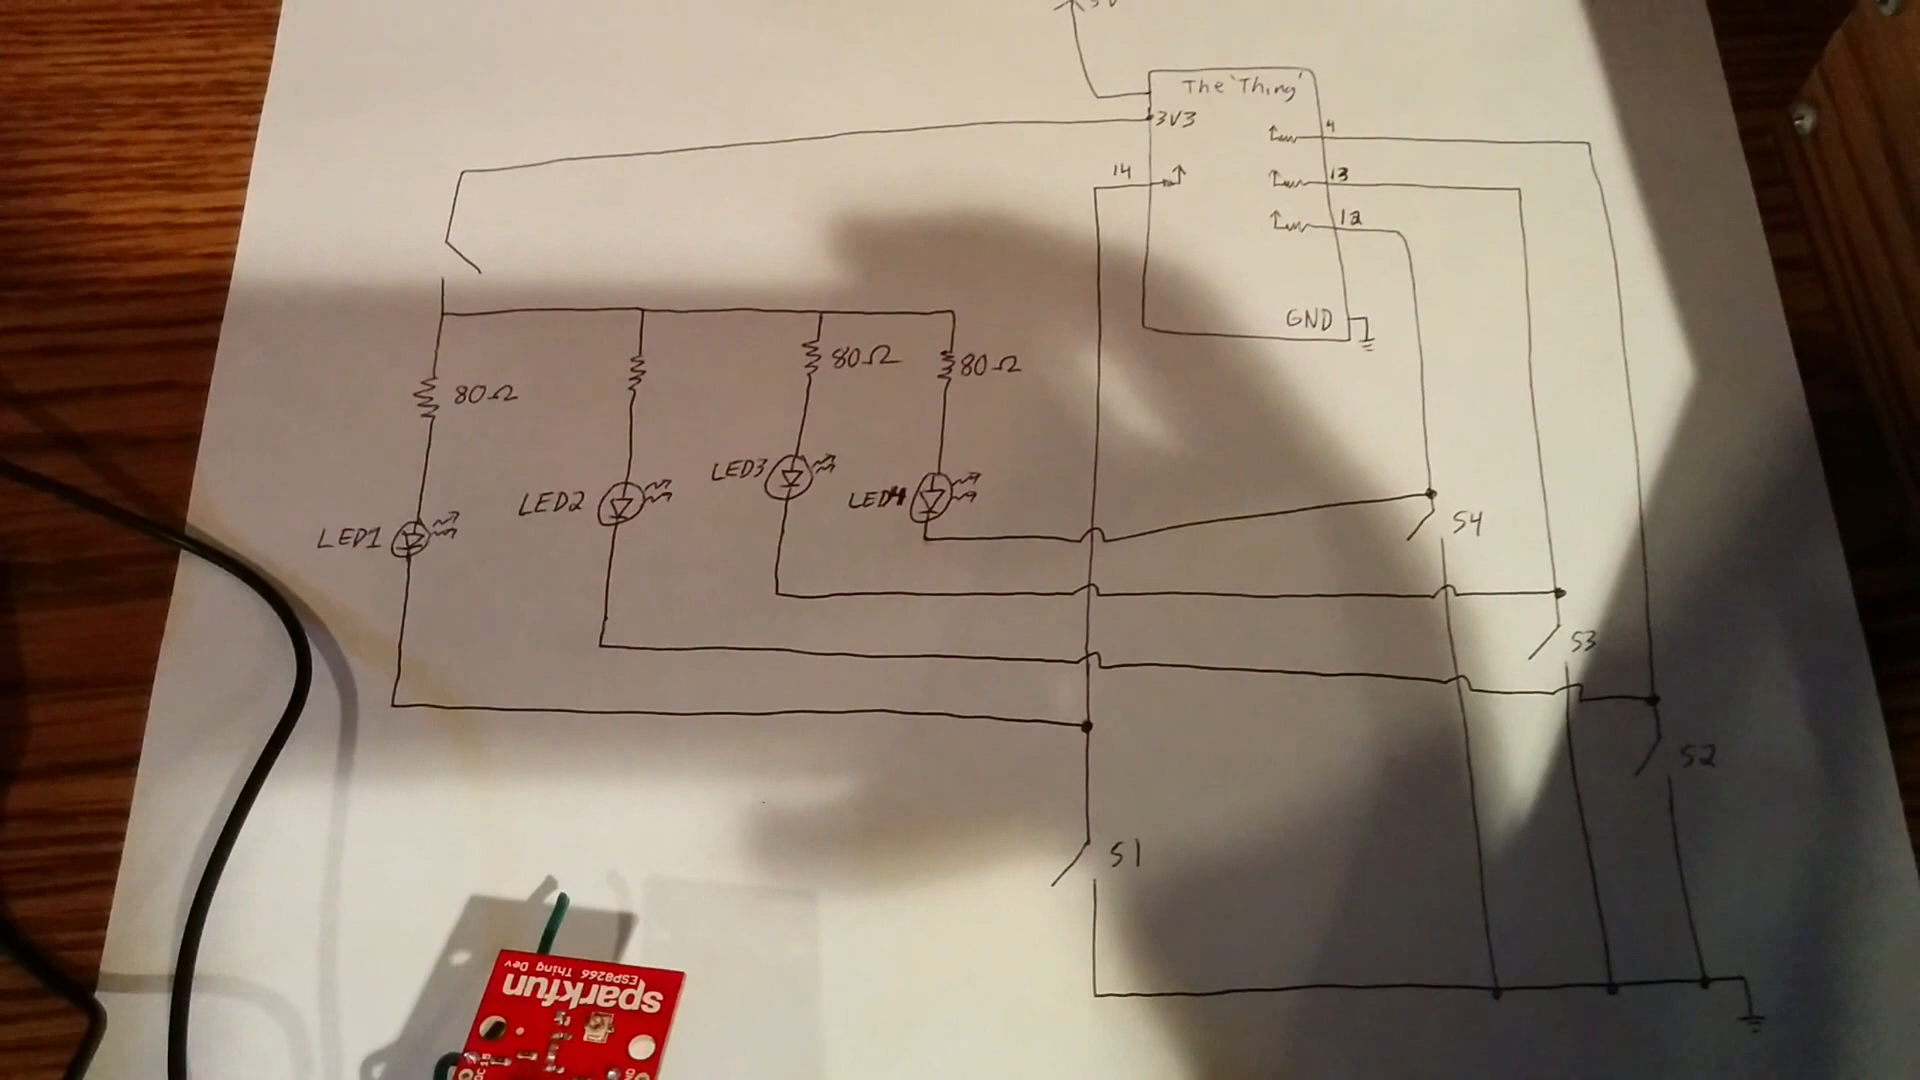 5V
The 'Thing'
3V3
4
14
13
12
GND
80Ω
80Ω
80Ω
LED1
LED2
LED3
LED4
S4
S3
S2
S1
ESP8266 Thing Dev
sparkfun